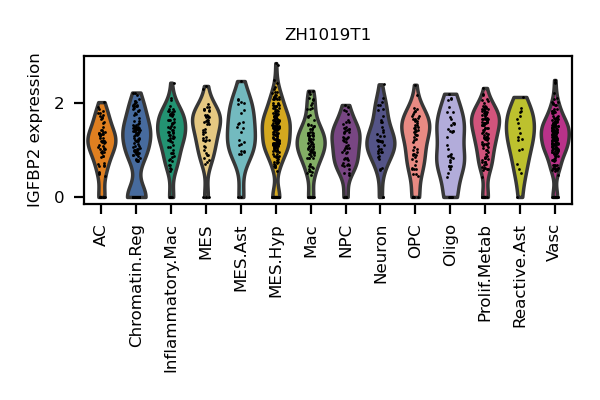 ZH1019T1
IGFBP2 expression
2
0
AC
Chromatin.Reg
Inflammatory.Mac
MES
MES.Ast
MES.Hyp
Mac
NPC
Neuron
OPC
Oligo
Prolif.Metab
Reactive.Ast
Vasc